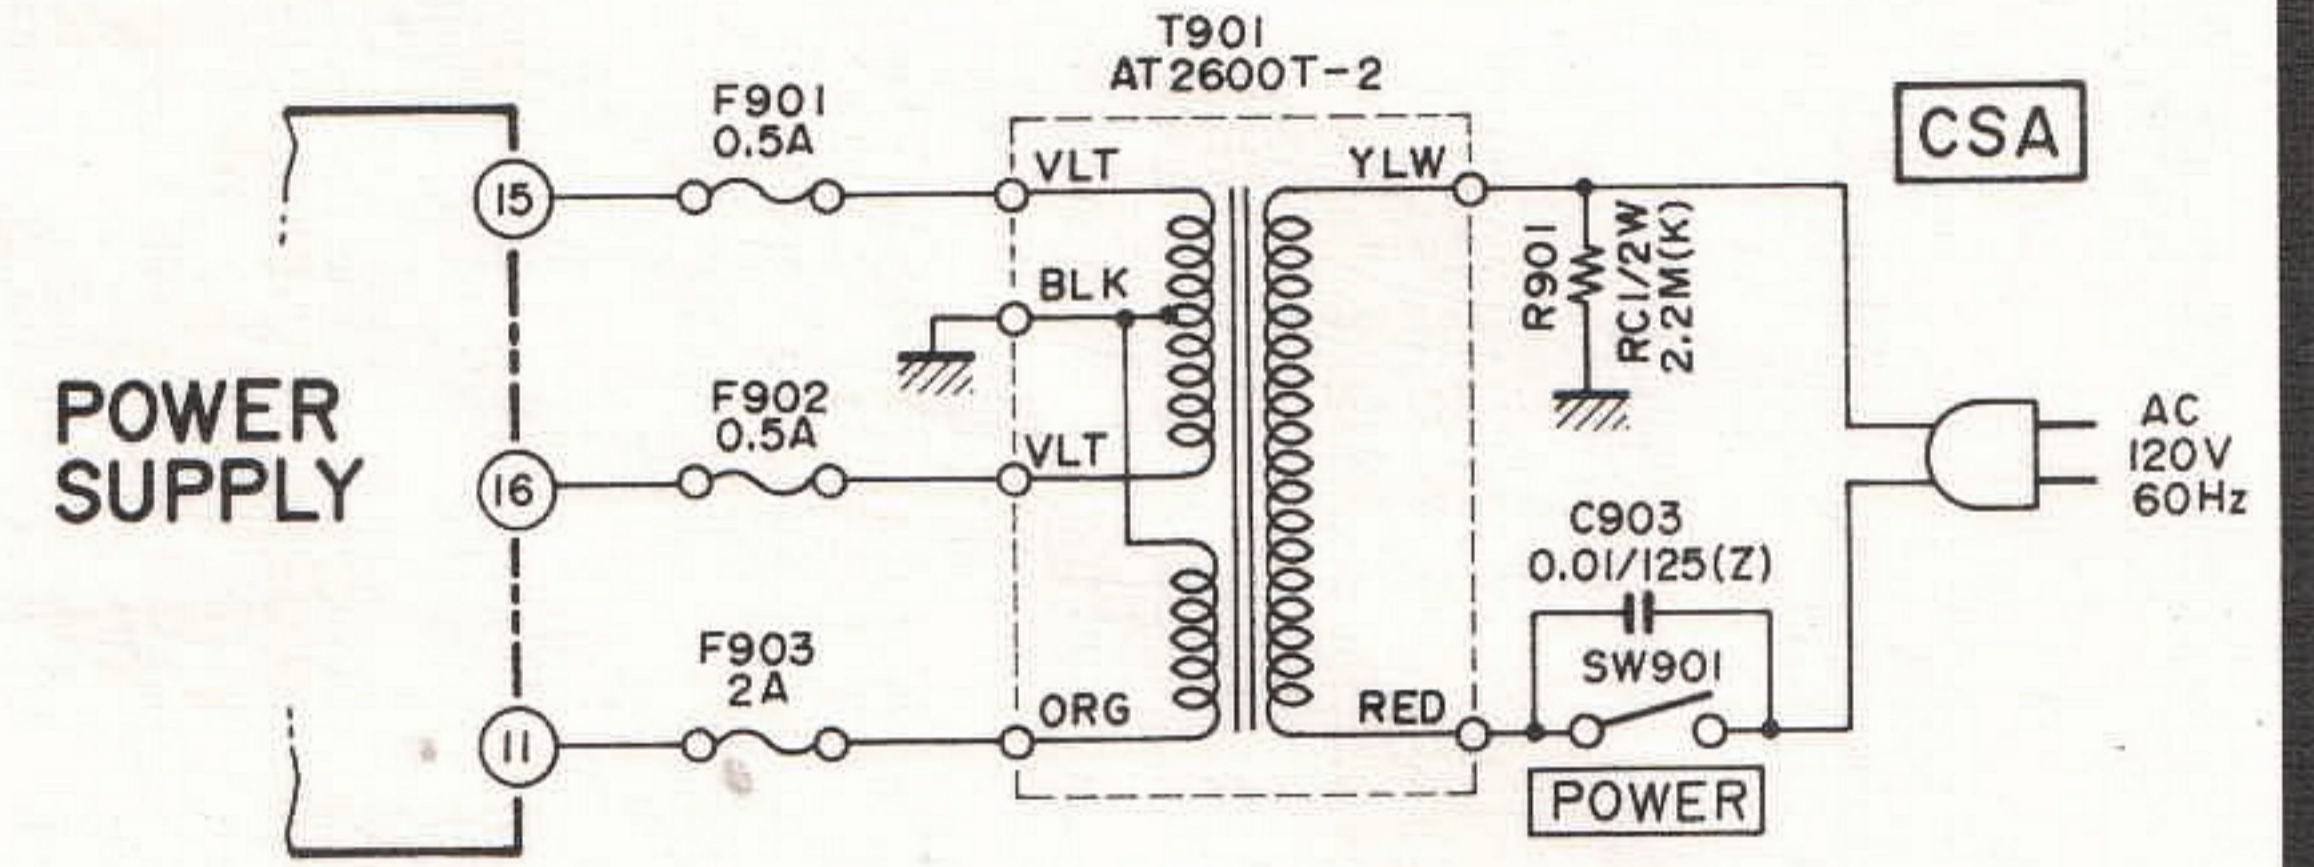 T901
AT2600T-2
CSA
F901
0.5A
VLT
YLW
15
BLK
R901
RC1/2W
2.2M(K)
POWER
SUPPLY
F902
0.5A
VLT
16
AC
120V
60Hz
C903
0.01/125(Z)
F903
2A
SW901
ORG
RED
11
POWER